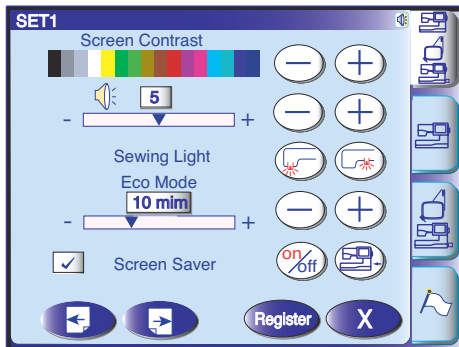 SET1
Screen Contrast
5
- +
Sewing Light
Eco Mode
10 mim
- +
Screen Saver
on/off
Register X